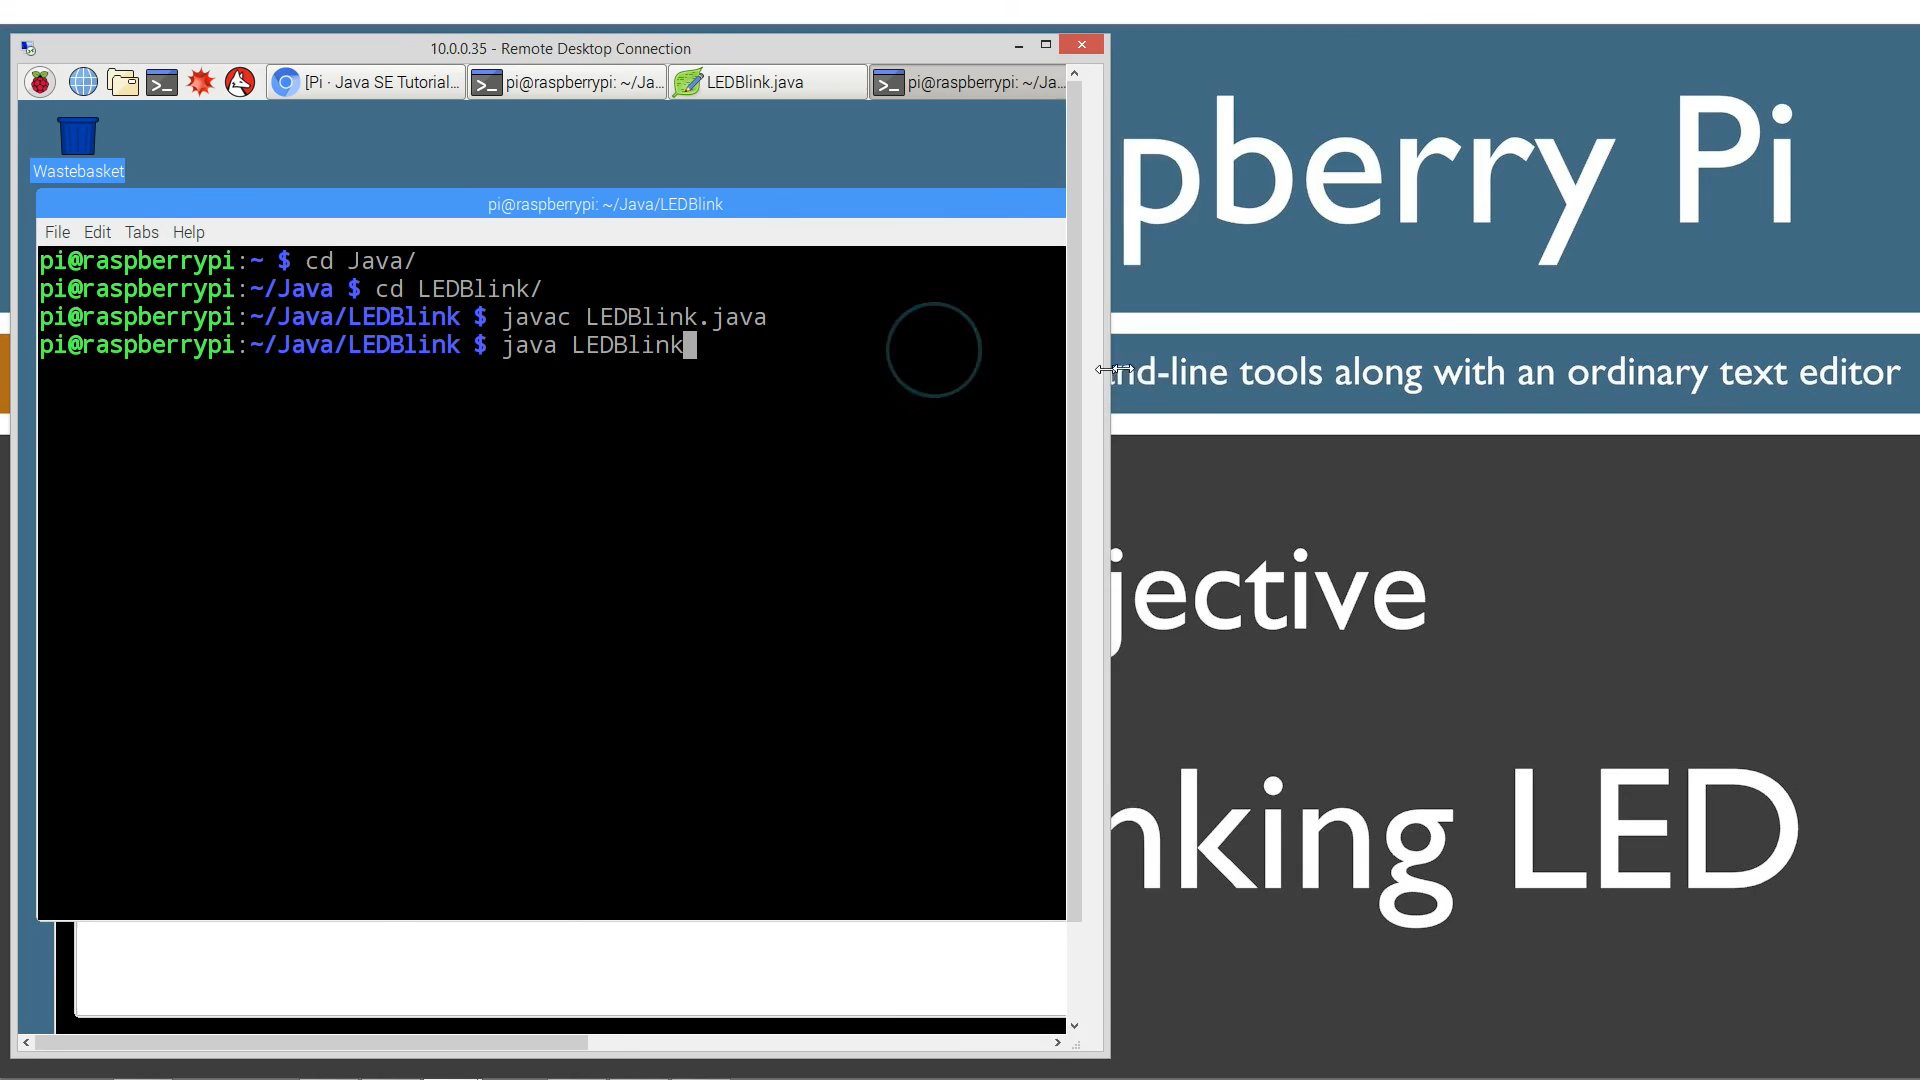 10.0.0.35 - Remote Desktop Connection
[Pi · Java SE Tutorial...
pi@raspberrypi: ~/Ja...
LEDBlink.java
pi@raspberrypi: ~/Ja...
Wastebasket
pi@raspberrypi: ~/Java/LEDBlink
File Edit Tabs Help
pi@raspberrypi:~ $ cd Java/
pi@raspberrypi:~/Java $ cd LEDBlink/
pi@raspberrypi:~/Java/LEDBlink $ javac LEDBlink.java
pi@raspberrypi:~/Java/LEDBlink $ java LEDBlink
pberry Pi
nd-line tools along with an ordinary text editor
jective
nking LED